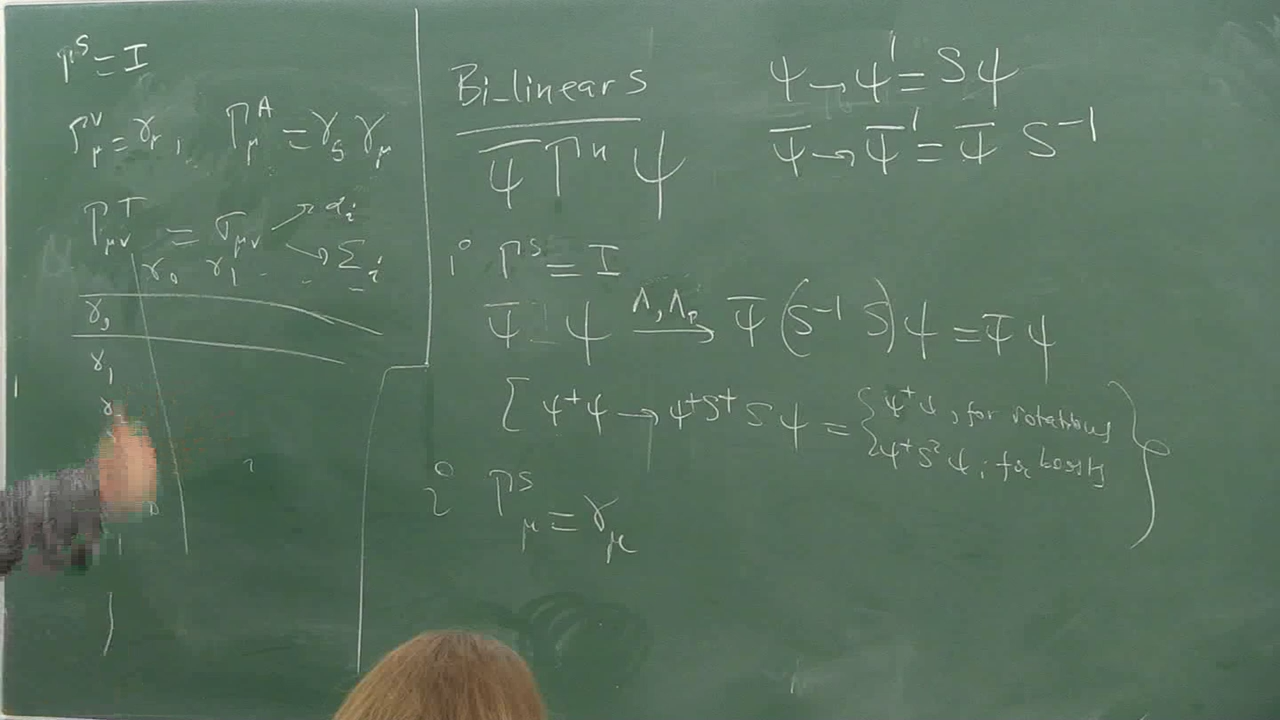 Γ^S = I
Γ^V_μ = γ_μ, Γ^A_μ = γ_5 γ_μ
Γ^T_μν = σ_μν → α_i
→ Σ_i
γ_0 γ_1 - - -
γ_0
γ_1
Bi-linears
Ψ̄ Γ^n ψ
ψ → ψ' = Sψ
Ψ̄ → Ψ̄' = Ψ̄ S^-1
1° Γ^S = I
Ψ̄ ψ Λ, Λ_p → Ψ̄ (S^-1 S) ψ = Ψ̄ ψ
[ ψ^+ψ → ψ^+S^+ S ψ = { ψ^+ψ, for rotations
{ ψ^+S^2 ψ, for boosts }
2° Γ^S_μ = γ_μ